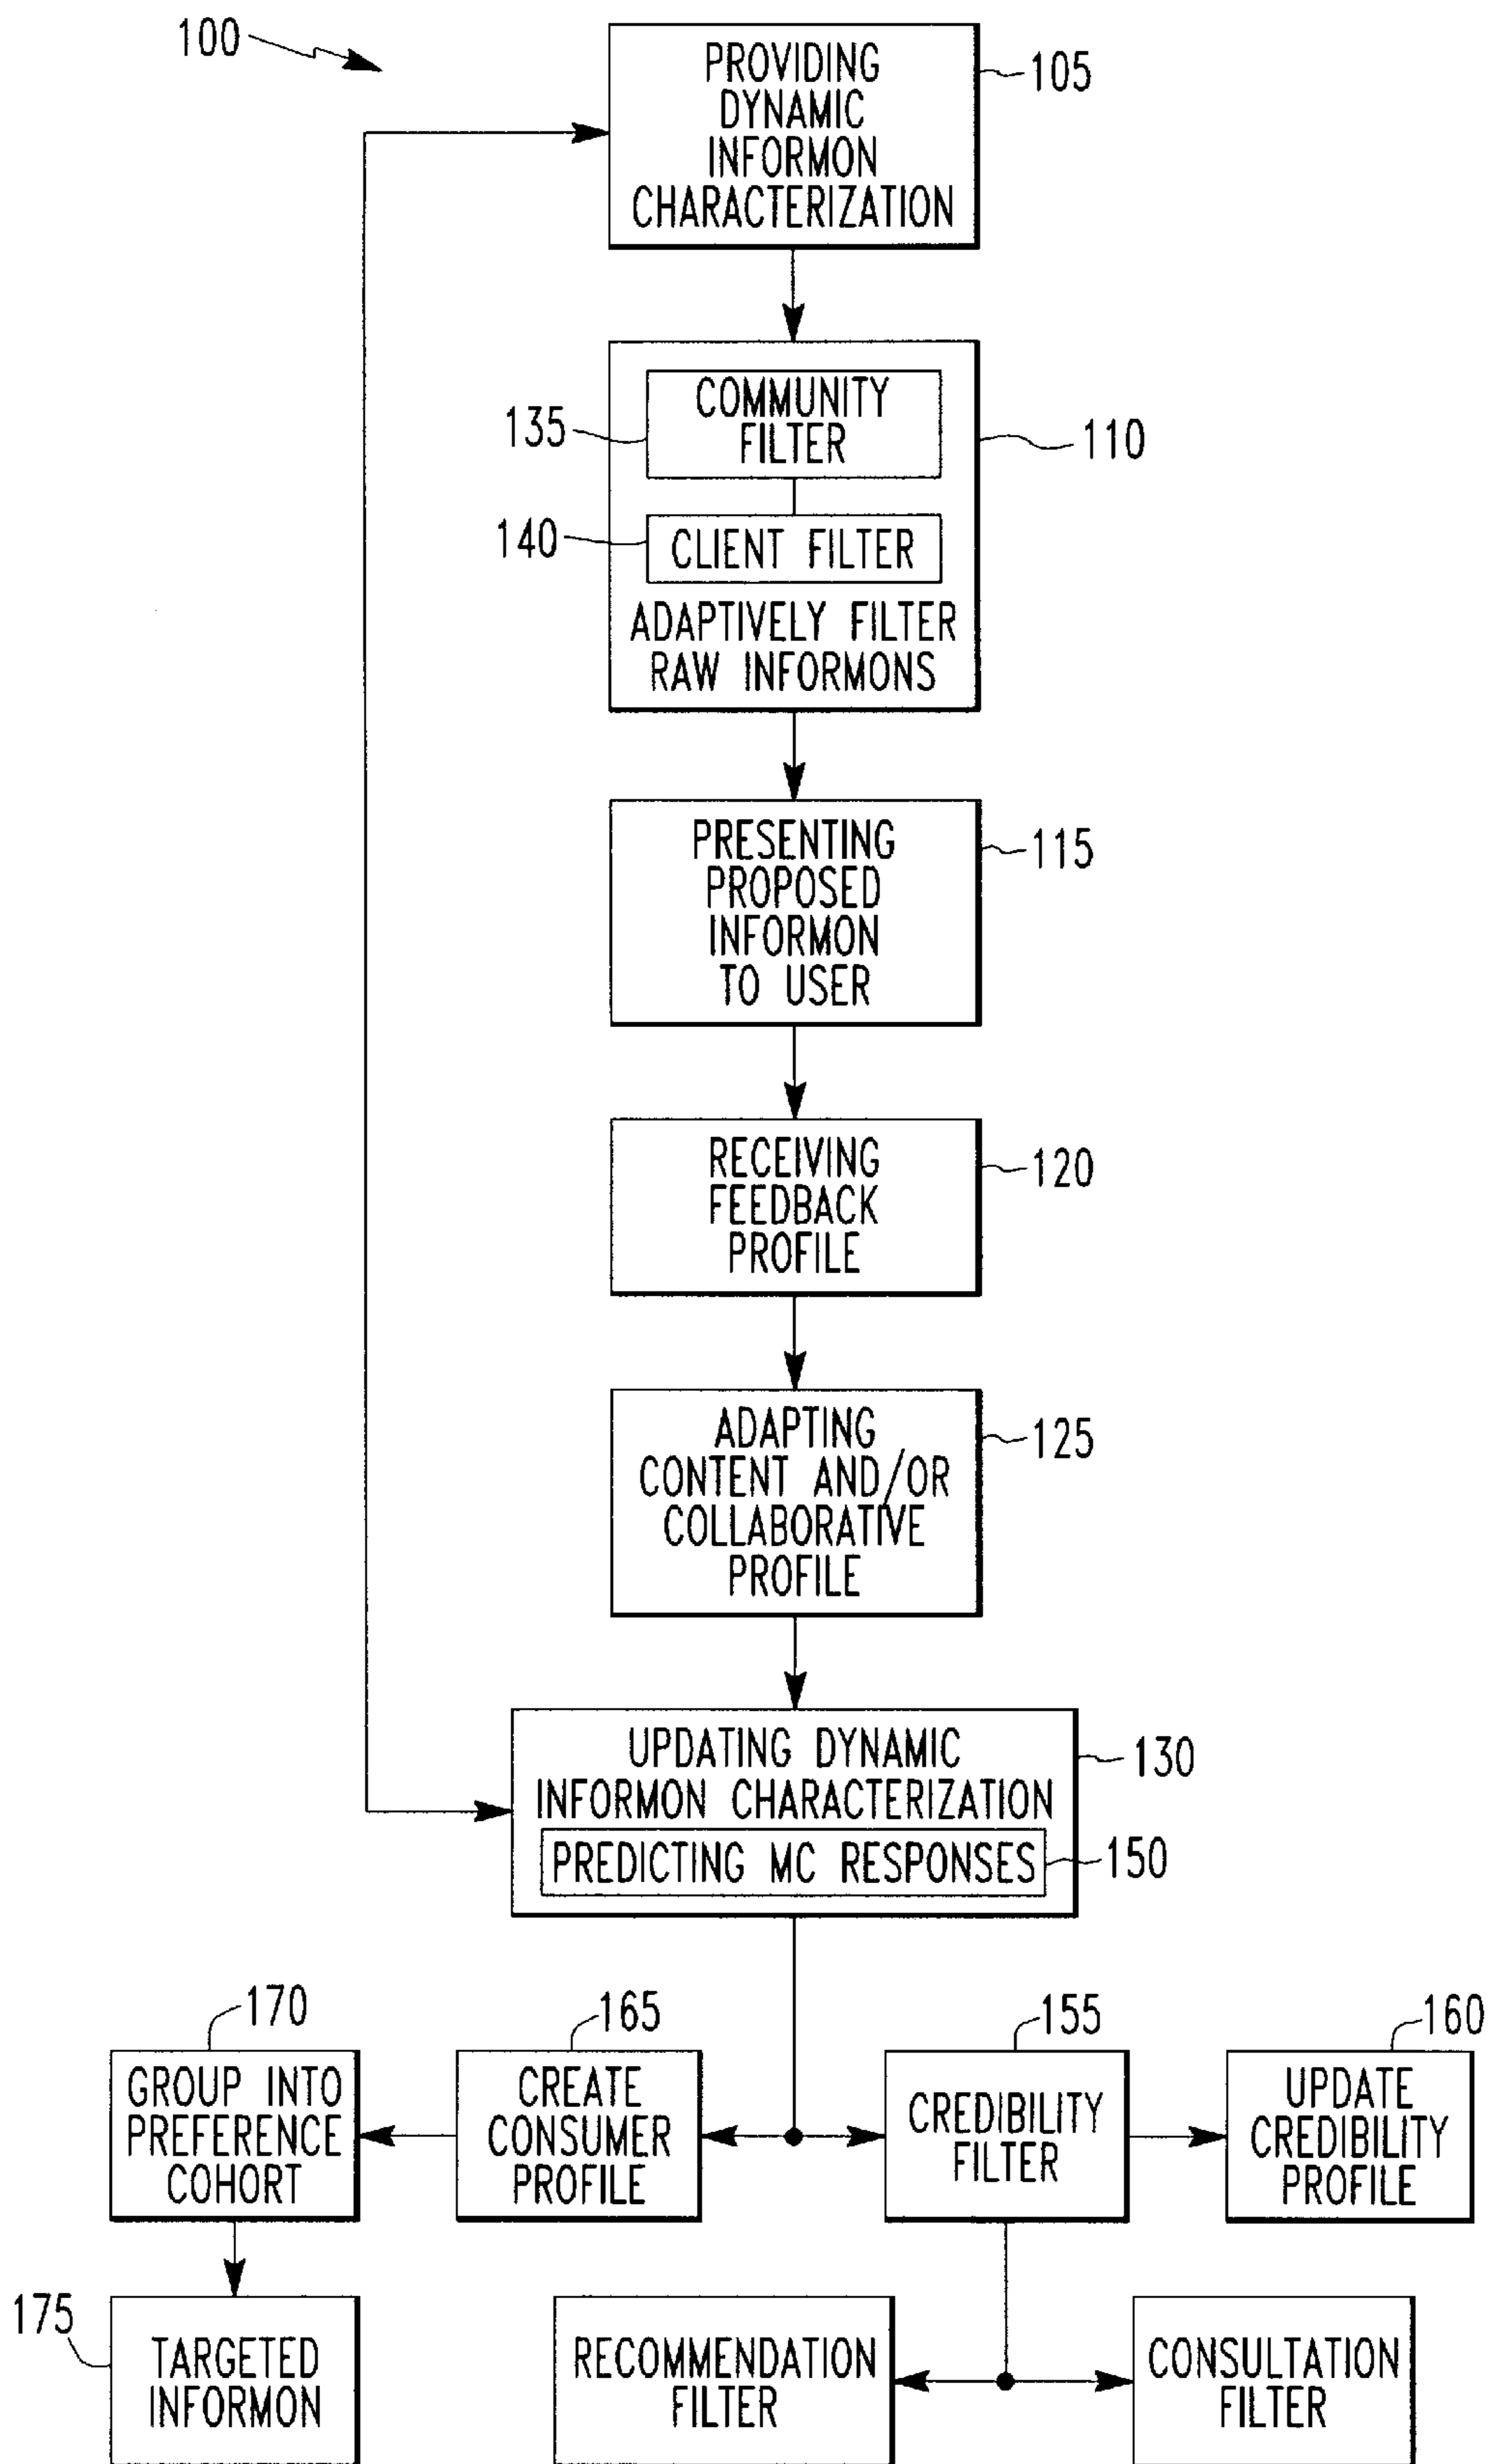 100
PROVIDING
DYNAMIC
INFORMON
CHARACTERIZATION
105
COMMUNITY
FILTER
135
110
140
CLIENT FILTER
ADAPTIVELY FILTER
RAW INFORMONS
PRESENTING
PROPOSED
INFORMON
TO USER
115
RECEIVING
FEEDBACK
PROFILE
120
ADAPTING
CONTENT AND/OR
COLLABORATIVE
PROFILE
125
UPDATING DYNAMIC
INFORMON CHARACTERIZATION
130
PREDICTING MC RESPONSES
150
170
GROUP INTO
PREFERENCE
COHORT
165
CREATE
CONSUMER
PROFILE
155
CREDIBILITY
FILTER
160
UPDATE
CREDIBILITY
PROFILE
175
TARGETED
INFORMON
RECOMMENDATION
FILTER
CONSULTATION
FILTER